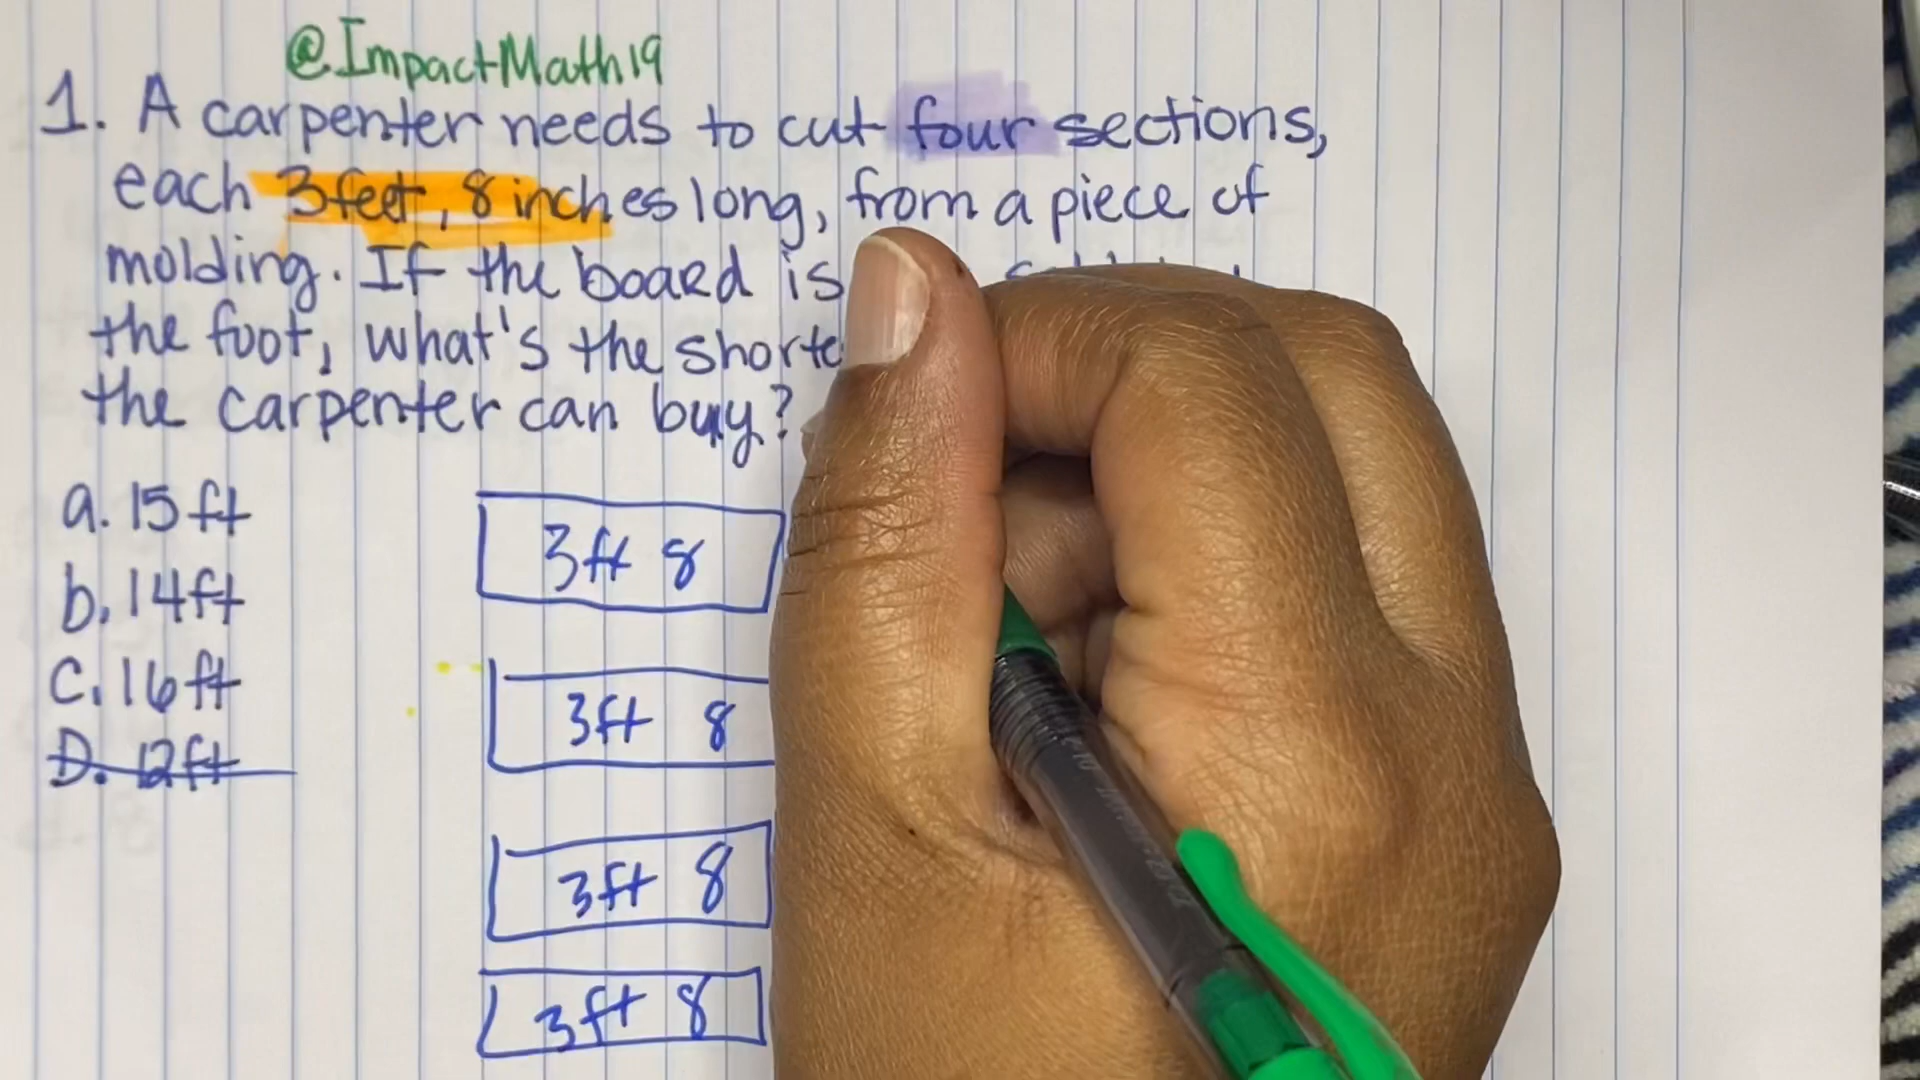 @ImpactMath19
1. A carpenter needs to cut four sections,
each 3feet, 8 inches long, from a piece of
molding. If the board is
the foot, what's the
the carpenter can buy?
a. 15ft
b. 14ft
C. 16ft
D. 12ft
3ft 8
3ft 8
3ft 8
3ft 8